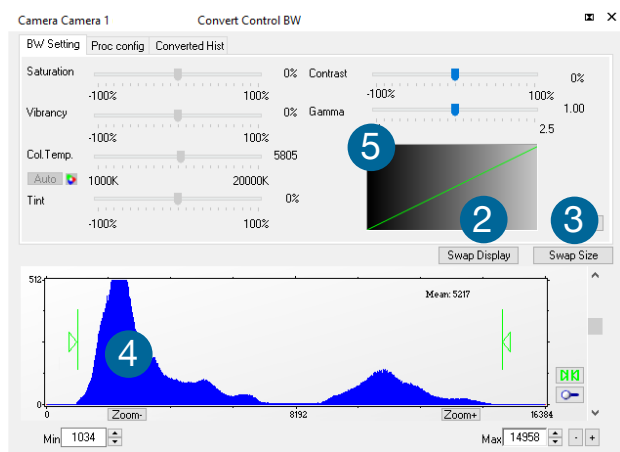 Camera Camera 1 Convert Control BW
BW Setting Proc config Converted Hist
Saturation 0% Contrast 0%
-100% 100% -100% 100%
Vibrancy 0% Gamma 1.00
-100% 100% 2.5
Col.Temp. 5805 5
Auto 1000K 20000K
Tint 0% 2 3
-100% 100%
Swap Display Swap Size
512
Mean: 5217
4
0 Zoom- 8192 Zoom+ 16384
Min 1034 Max 14958 - +